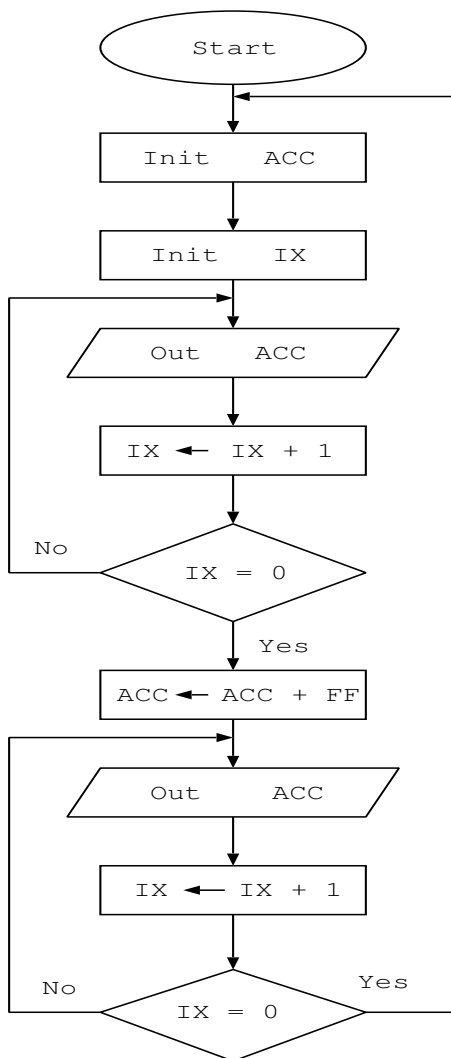 Start
Init ACC
Init IX
Out ACC
IX ← IX + 1
No
IX = 0
Yes
ACC ← ACC + FF
Out ACC
IX ← IX + 1
No
IX = 0
Yes